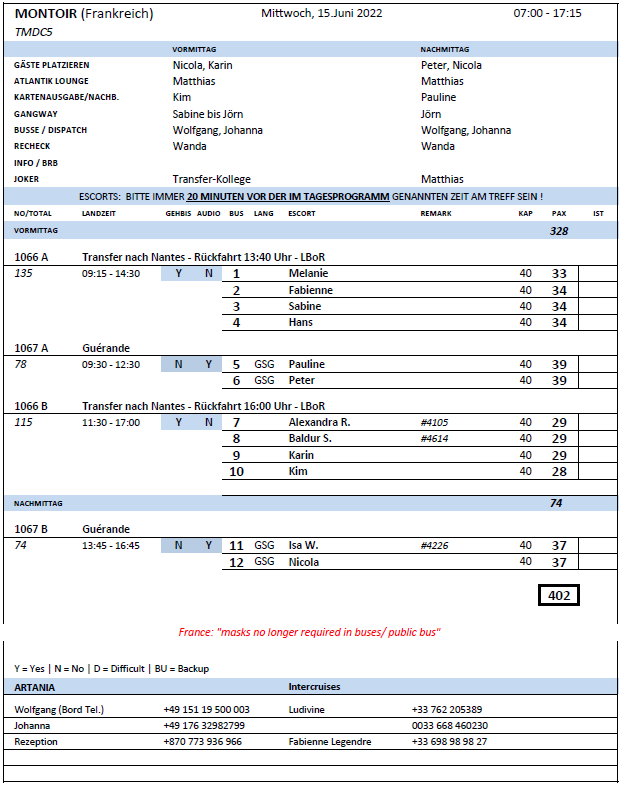 MONTOIR (Frankreich) Mittwoch, 15.Juni 2022 07:00 - 17:15
TMDC5
VORMITTAG NACHMITTAG
GÄSTE PLATZIEREN Nicola, Karin Peter, Nicola
ATLANTIK LOUNGE Matthias Matthias
KARTENAUSGABE/NACHB. Kim Pauline
GANGWAY Sabine bis Jörn Jörn
BUSSE / DISPATCH Wolfgang, Johanna Wolfgang, Johanna
RECHECK Wanda Wanda
INFO / BRB
JOKER Transfer-Kollege Matthias
ESCORTS: BITTE IMMER 20 MINUTEN VOR DER IM TAGESPROGRAMM GENANNTEN ZEIT AM TREFF SEIN !
NO/TOTAL LANDZEIT GEHBIS AUDIO BUS LANG ESCORT REMARK KAP PAX IST
VORMITTAG 328
1066 A Transfer nach Nantes - Rückfahrt 13:40 Uhr - LBoR
135 09:15 - 14:30 Y N 1 Melanie 40 33
2 Fabienne 40 34
3 Sabine 40 34
4 Hans 40 34
1067 A Guérande
78 09:30 - 12:30 N Y 5 GSG Pauline 40 39
6 GSG Peter 40 39
1066 B Transfer nach Nantes - Rückfahrt 16:00 Uhr - LBoR
115 11:30 - 17:00 Y N 7 Alexandra R. #4105 40 29
8 Baldur S. #4614 40 29
9 Karin 40 29
10 Kim 40 28
NACHMITTAG 74
1067 B Guérande
74 13:45 - 16:45 N Y 11 GSG Isa W. #4226 40 37
12 GSG Nicola 40 37
402
France: "masks no longer required in buses/ public bus"
Y = Yes | N = No | D = Difficult | BU = Backup
ARTANIA Intercruises
Wolfgang (Bord Tel.) +49 151 19 500 003 Ludivine +33 762 205389
Johanna +49 176 32982799 0033 668 460230
Rezeption +870 773 936 966 Fabienne Legendre +33 698 98 98 27